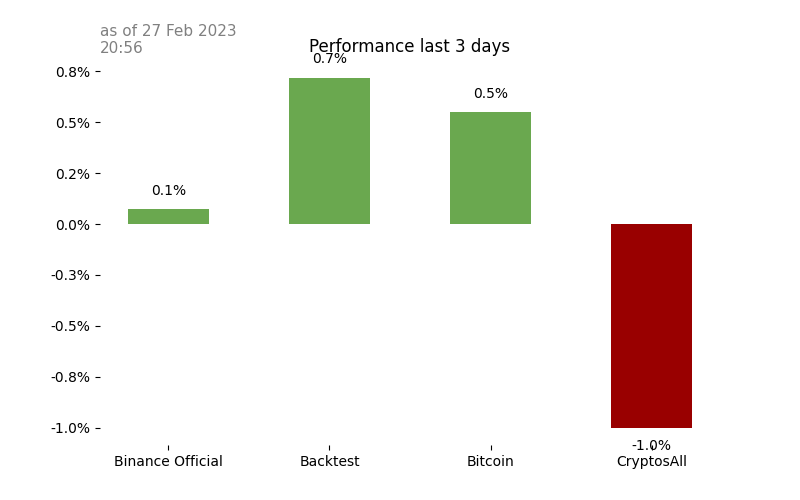 as of 27 Feb 2023
20:56
Performance last 3 days
0.8%
0.5%
0.2%
0.0%
-0.3%
-0.5%
-0.8%
-1.0%
0.1%
0.7%
0.5%
-1.0%
Binance Official
Backtest
Bitcoin
CryptosAll